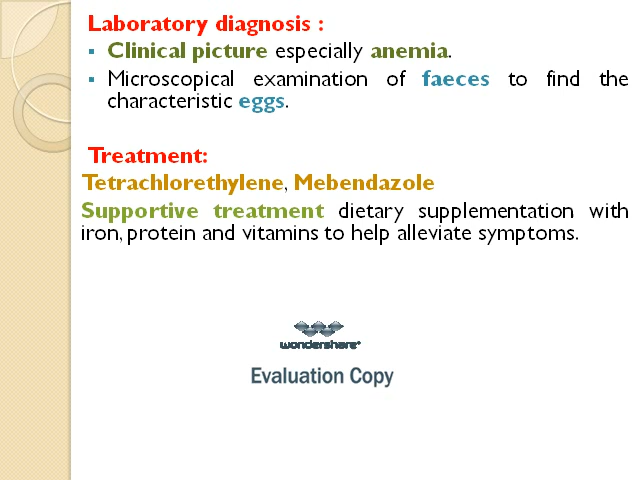 Laboratory diagnosis :
▪ Clinical picture especially anemia.
▪ Microscopical examination of faeces to find the
characteristic eggs.
Treatment:
Tetrachlorethylene, Mebendazole
Supportive treatment dietary supplementation with
iron, protein and vitamins to help alleviate symptoms.
wondershare
Evaluation Copy